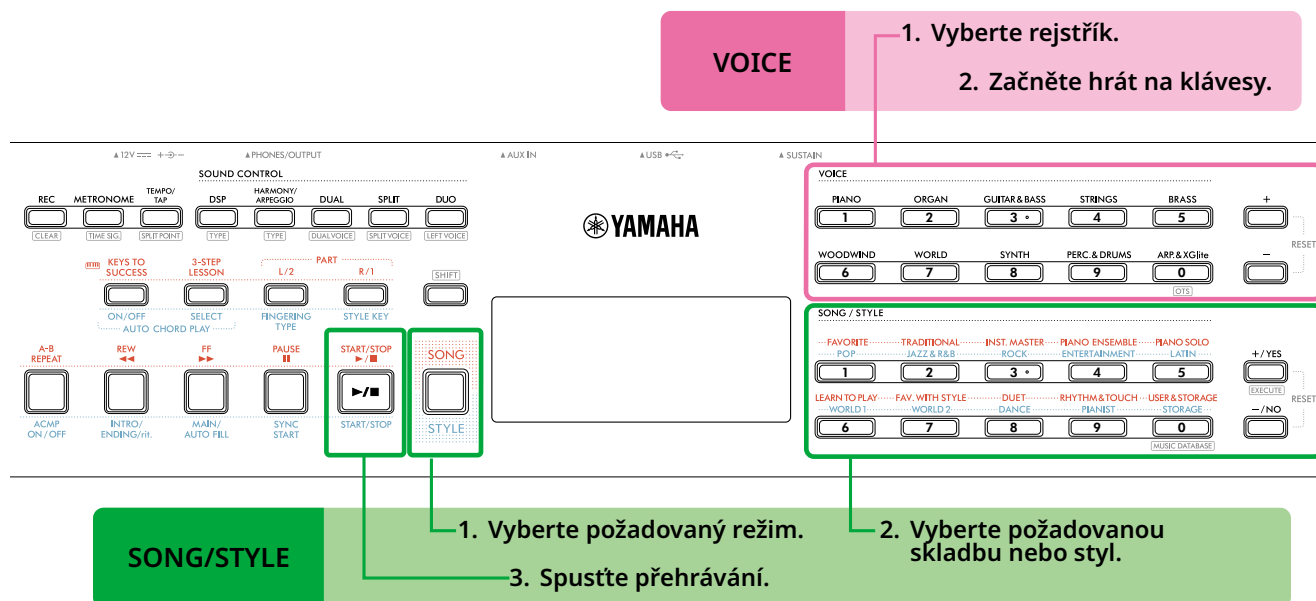 VOICE
1. Vyberte rejstřík.
2. Začněte hrát na klávesy.
12V PHONES/OUTPUT AUX IN USB SUSTAIN
SOUND CONTROL
REC METRONOME TEMPO/TAP DSP HARMONY/ARPEGGIO DUAL SPLIT DUO
CLEAR TIME SIG. SPLIT POINT TYPE TYPE DUAL VOICE SPLIT VOICE LEFT VOICE
KEYS TO SUCCESS 3-STEP LESSON PART L/2 R/1 SHIFT
ON/OFF SELECT FINGERING TYPE STYLE KEY
AUTO CHORD PLAY
A-B REPEAT REW FF PAUSE START/STOP SONG
ACMP ON/OFF INTRO/ENDING/rit. MAIN/AUTO FILL SYNC START START/STOP STYLE
YAMAHA
VOICE
PIANO ORGAN GUITAR & BASS STRINGS BRASS +
1 2 3 4 5
RESET
WOODWIND WORLD SYNTH PERC. & DRUMS ARP. & XGlite −
6 7 8 9 0
OTS
SONG / STYLE
FAVORITE TRADITIONAL INST. MASTER PIANO ENSEMBLE PIANO SOLO
POP JAZZ & R&B ROCK ENTERTAINMENT LATIN +/YES
1 2 3 4 5
EXECUTE
RESET
LEARN TO PLAY FAV. WITH STYLE DUET RHYTHM & TOUCH USER & STORAGE
WORLD 1 WORLD 2 DANCE PIANIST STORAGE −/NO
6 7 8 9 0
MUSIC DATABASE
SONG/STYLE
1. Vyberte požadovaný režim.
2. Vyberte požadovanou
skladbu nebo styl.
3. Spusťte přehrávání.